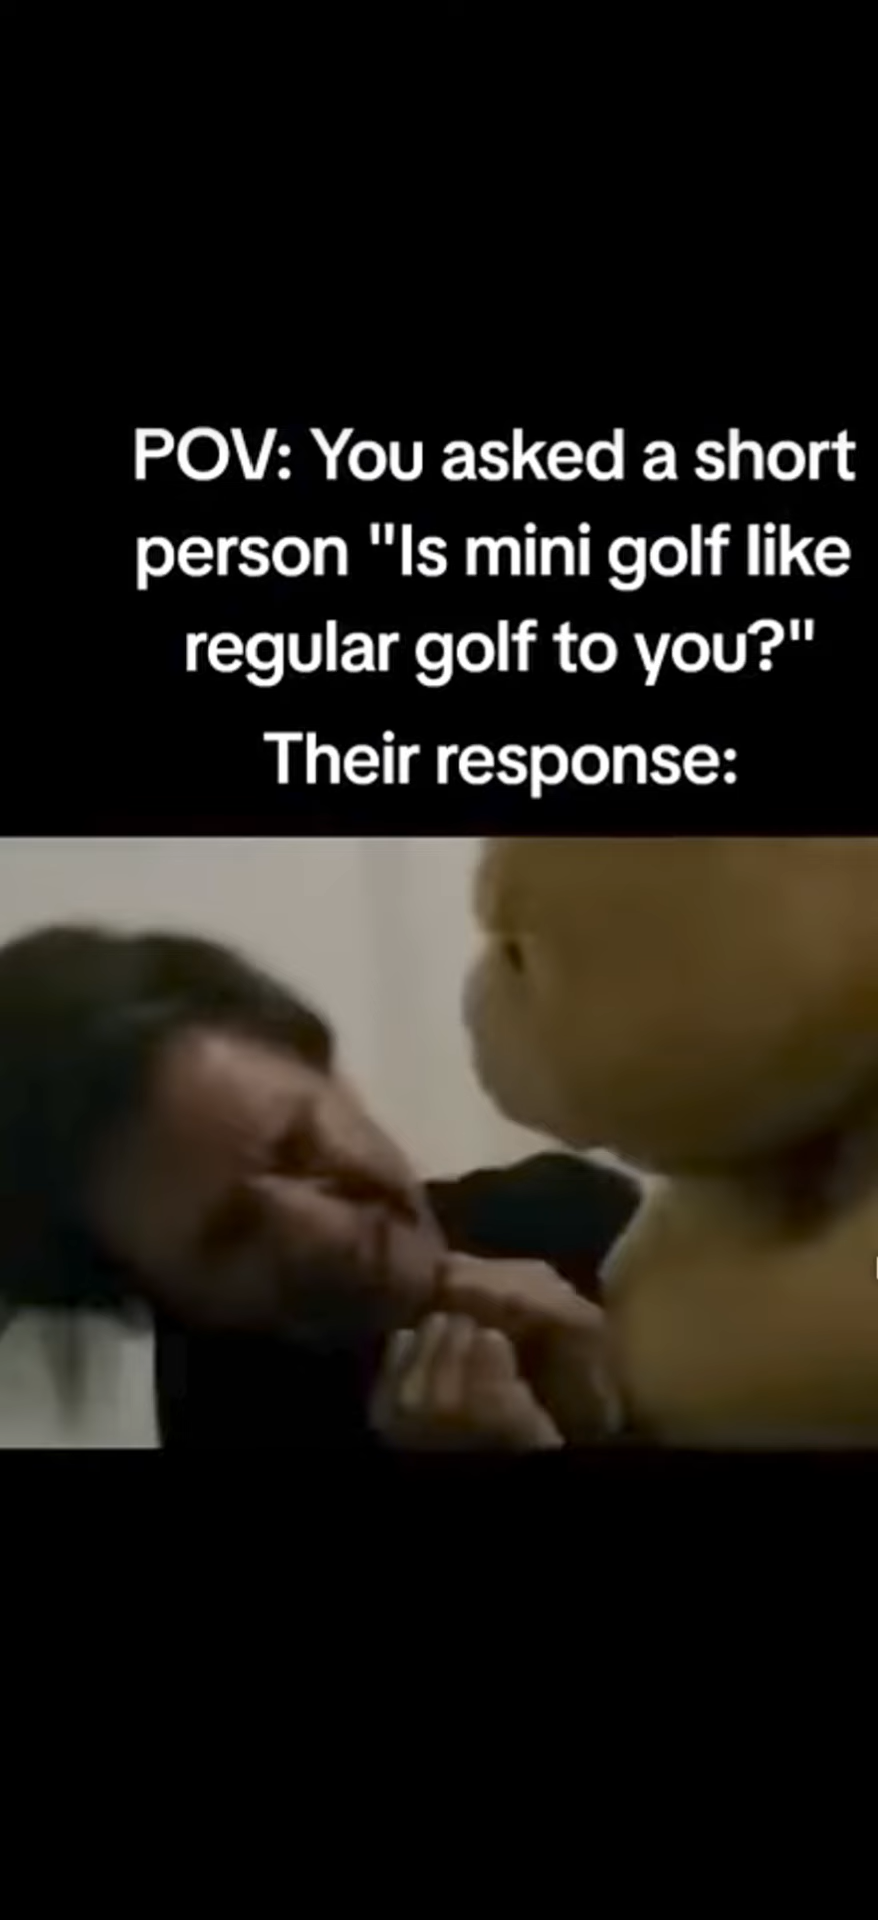 POV: You asked a short
person "Is mini golf like
regular golf to you?"
Their response: